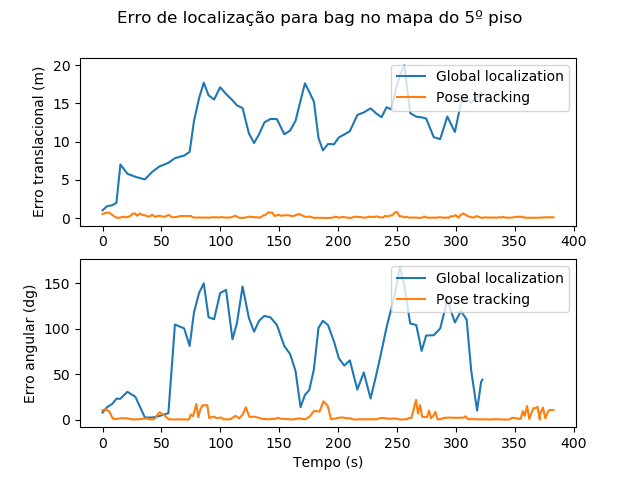 Erro de localização para bag no mapa do 5º piso
Erro translacional (m)
20
15
10
5
0
Global localization
Pose tracking
0 50 100 150 200 250 300 350 400
Erro angular (dg)
150
100
50
0
Global localization
Pose tracking
0 50 100 150 200 250 300 350 400
Tempo (s)